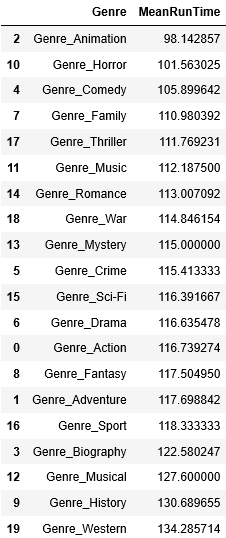 Genre MeanRunTime
2 Genre_Animation 98.142857
10 Genre_Horror 101.563025
4 Genre_Comedy 105.899642
7 Genre_Family 110.980392
17 Genre_Thriller 111.769231
11 Genre_Music 112.187500
14 Genre_Romance 113.007092
18 Genre_War 114.846154
13 Genre_Mystery 115.000000
5 Genre_Crime 115.413333
15 Genre_Sci-Fi 116.391667
6 Genre_Drama 116.635478
0 Genre_Action 116.739274
8 Genre_Fantasy 117.504950
1 Genre_Adventure 117.698842
16 Genre_Sport 118.333333
3 Genre_Biography 122.580247
12 Genre_Musical 127.600000
9 Genre_History 130.689655
19 Genre_Western 134.285714